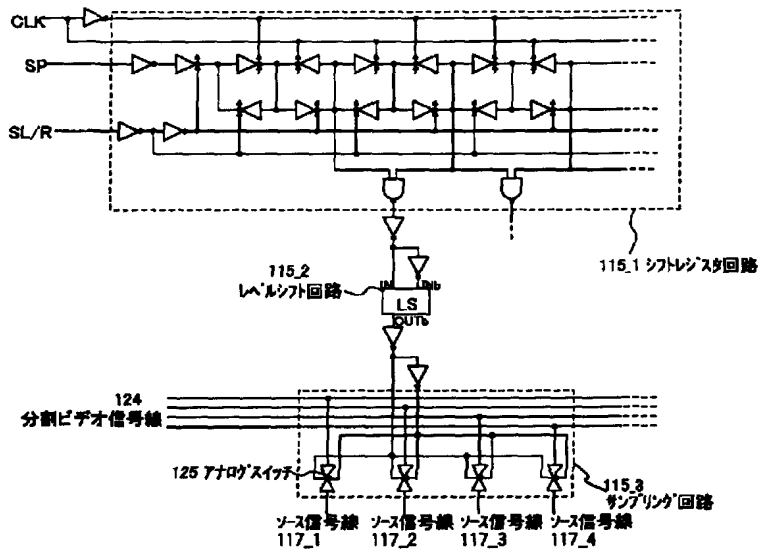 CLK
SP
SL/R
115_1 シフトレジスタ回路
115_2
レベルシフト回路
IN
INb
LS
OUTb
124
分割ビデオ信号線
125 アナログスイッチ
115_3
サンプリング回路
ソース信号線 ソース信号線 ソース信号線 ソース信号線
117_1 117_2 117_3 117_4